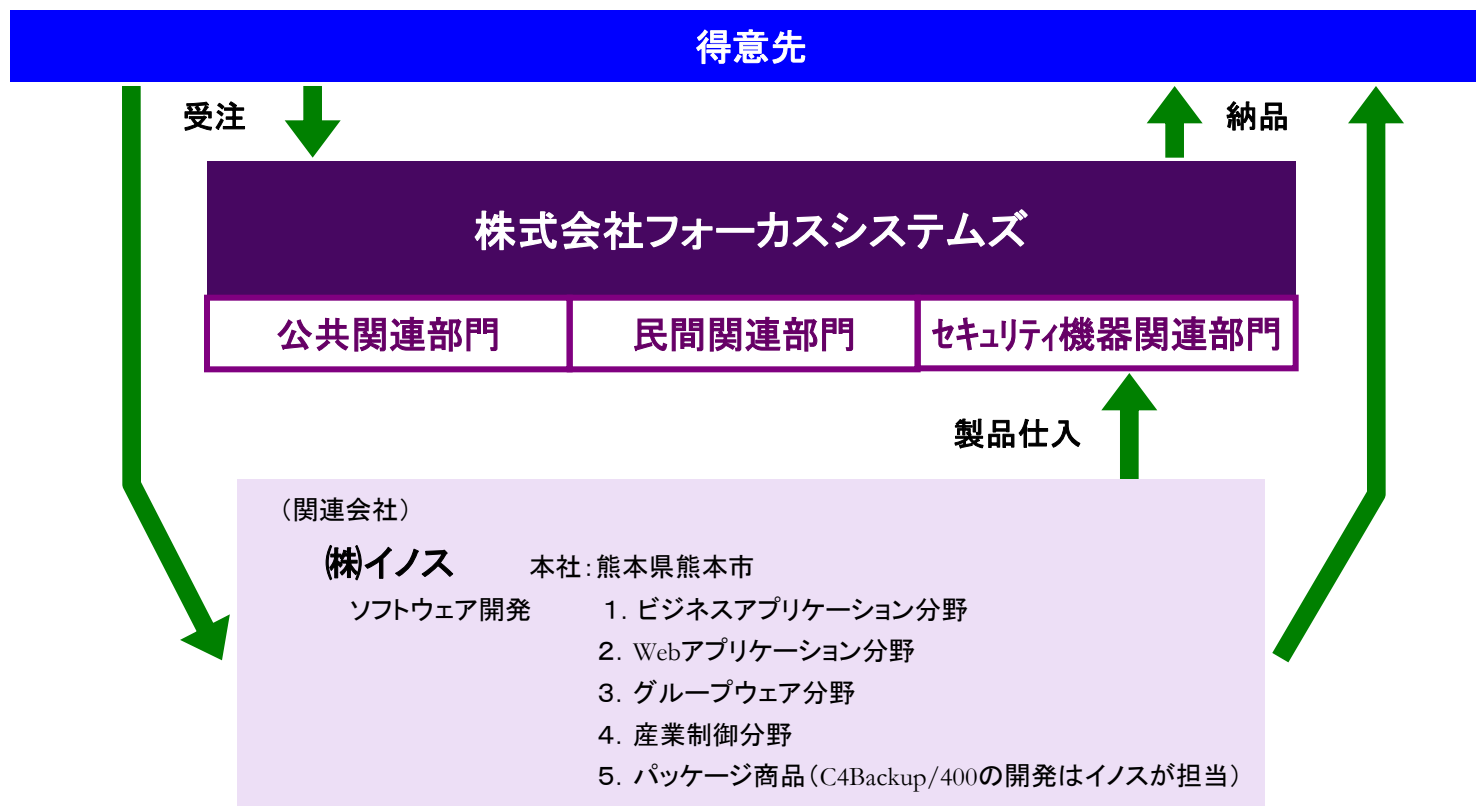 得意先
受注
納品
株式会社フォーカスシステムズ
公共関連部門
民間関連部門
セキュリティ機器関連部門
製品仕入
（関連会社）
㈱イノス 本社：熊本県熊本市
ソフトウェア開発 １．ビジネスアプリケーション分野
２．Webアプリケーション分野
３．グループウェア分野
４．産業制御分野
５．パッケージ商品（C4Backup/400の開発はイノスが担当）